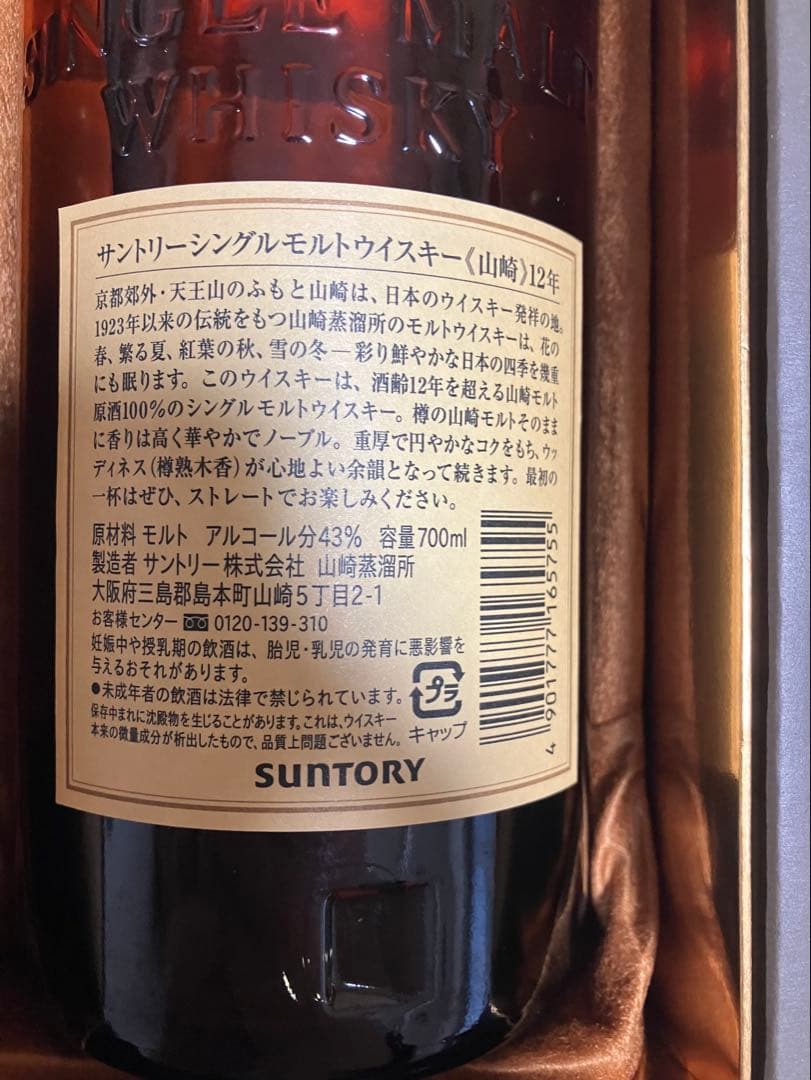 SINGLE MALT
WHISKY
サントリーシングルモルトウイスキー《山崎》12年
京都郊外・天王山のふもと山崎は、日本のウイスキー発祥の地。
1923年以来の伝統をもつ山崎蒸溜所のモルトウイスキーは、花の
春、繁る夏、紅葉の秋、雪の冬―彩り鮮やかな日本の四季を幾重
にも眠ります。このウイスキーは、酒齢12年を超える山崎モルト
原酒100%のシングルモルトウイスキー。樽の山崎モルトそのまま
に香りは高く華やかでノーブル。重厚で円やかなコクをもち、ウッ
ディネス(樽熟木香)が心地よい余韻となって続きます。最初の
一杯はぜひ、ストレートでお楽しみください。
原材料 モルト アルコール分43% 容量700ml
製造者 サントリー株式会社 山崎蒸溜所
大阪府三島郡島本町山崎5丁目2-1
お客様センター 0120-139-310
妊娠中や授乳期の飲酒は、胎児・乳児の発育に悪影響を
与えるおそれがあります。
●未成年者の飲酒は法律で禁じられています。
保存中まれに沈殿物を生じることがあります。これは、ウイスキー
本来の微量成分が析出したもので、品質上問題ございません。
プラ
キャップ
4 901777 165755
SUNTORY